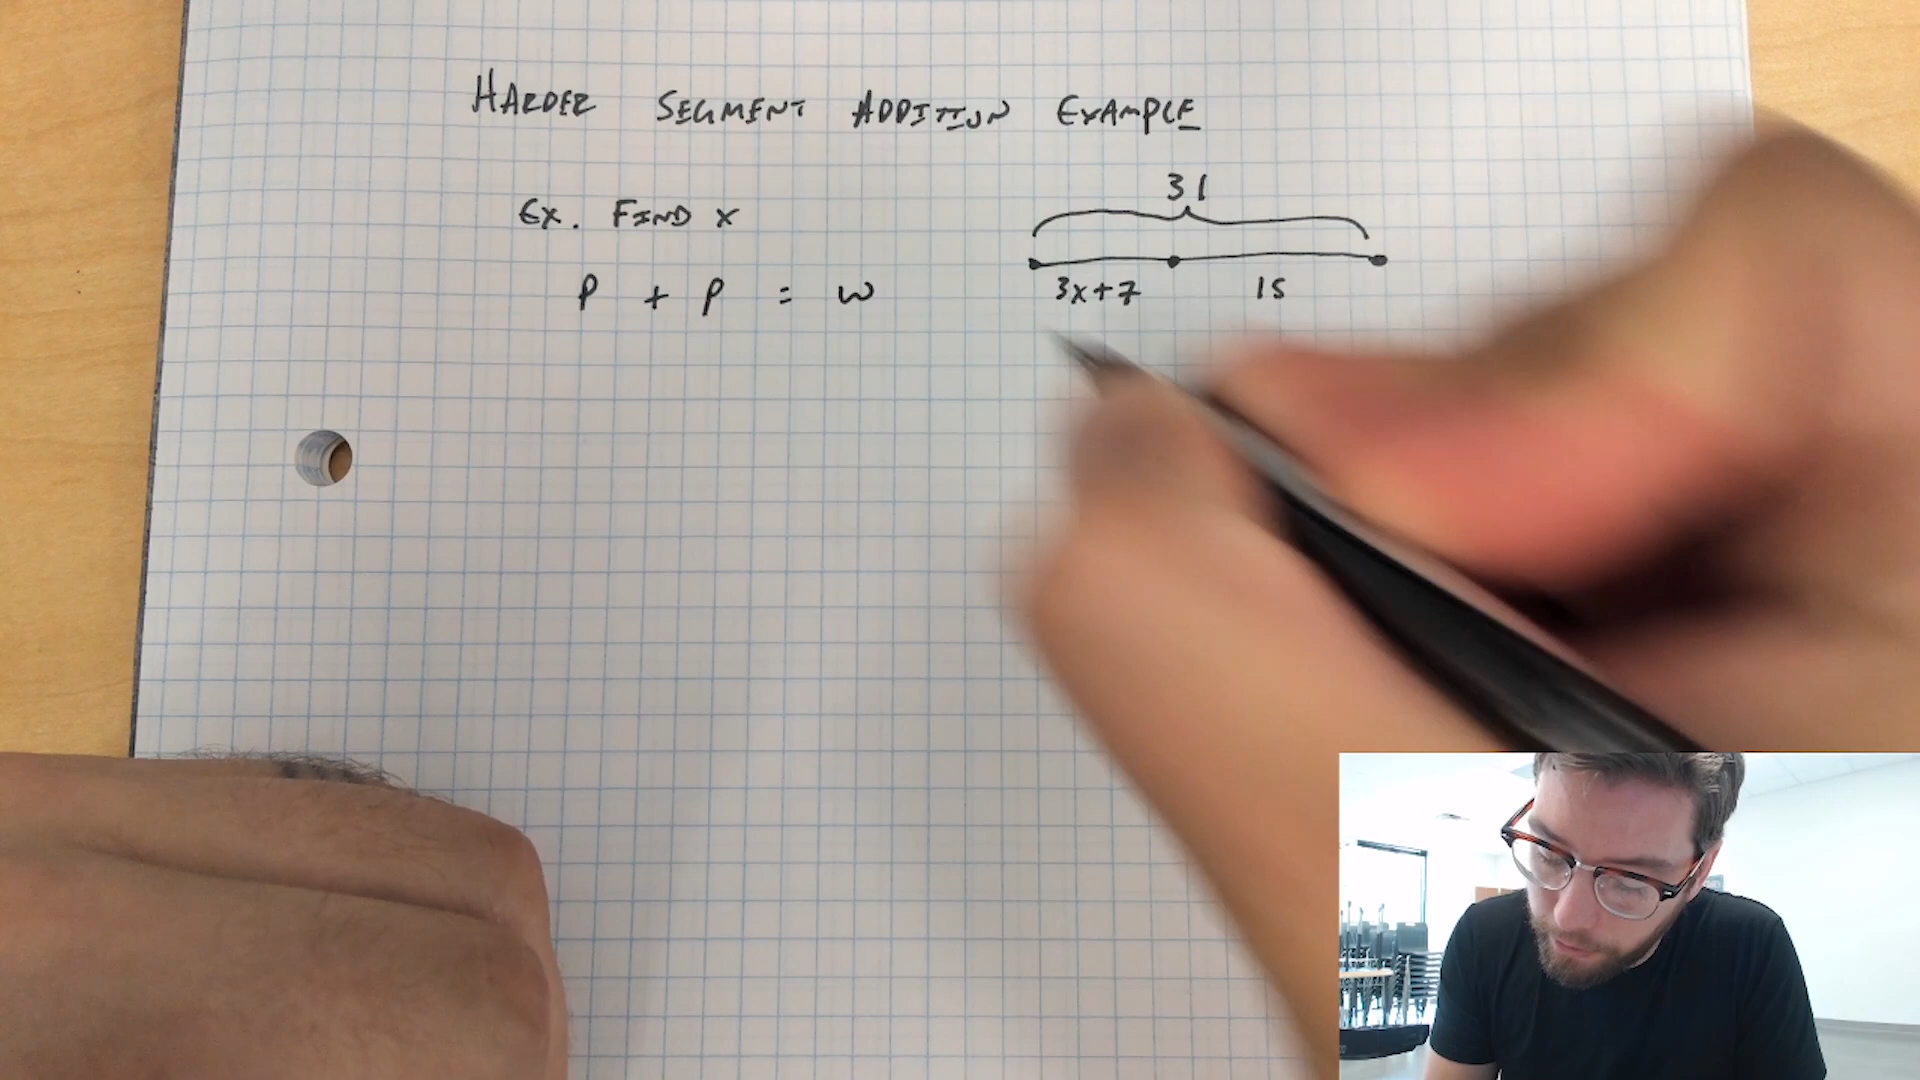 HARDER SEGMENT ADDITION EXAMPLE
EX. FIND X
31
P + P = W
3x+7 15